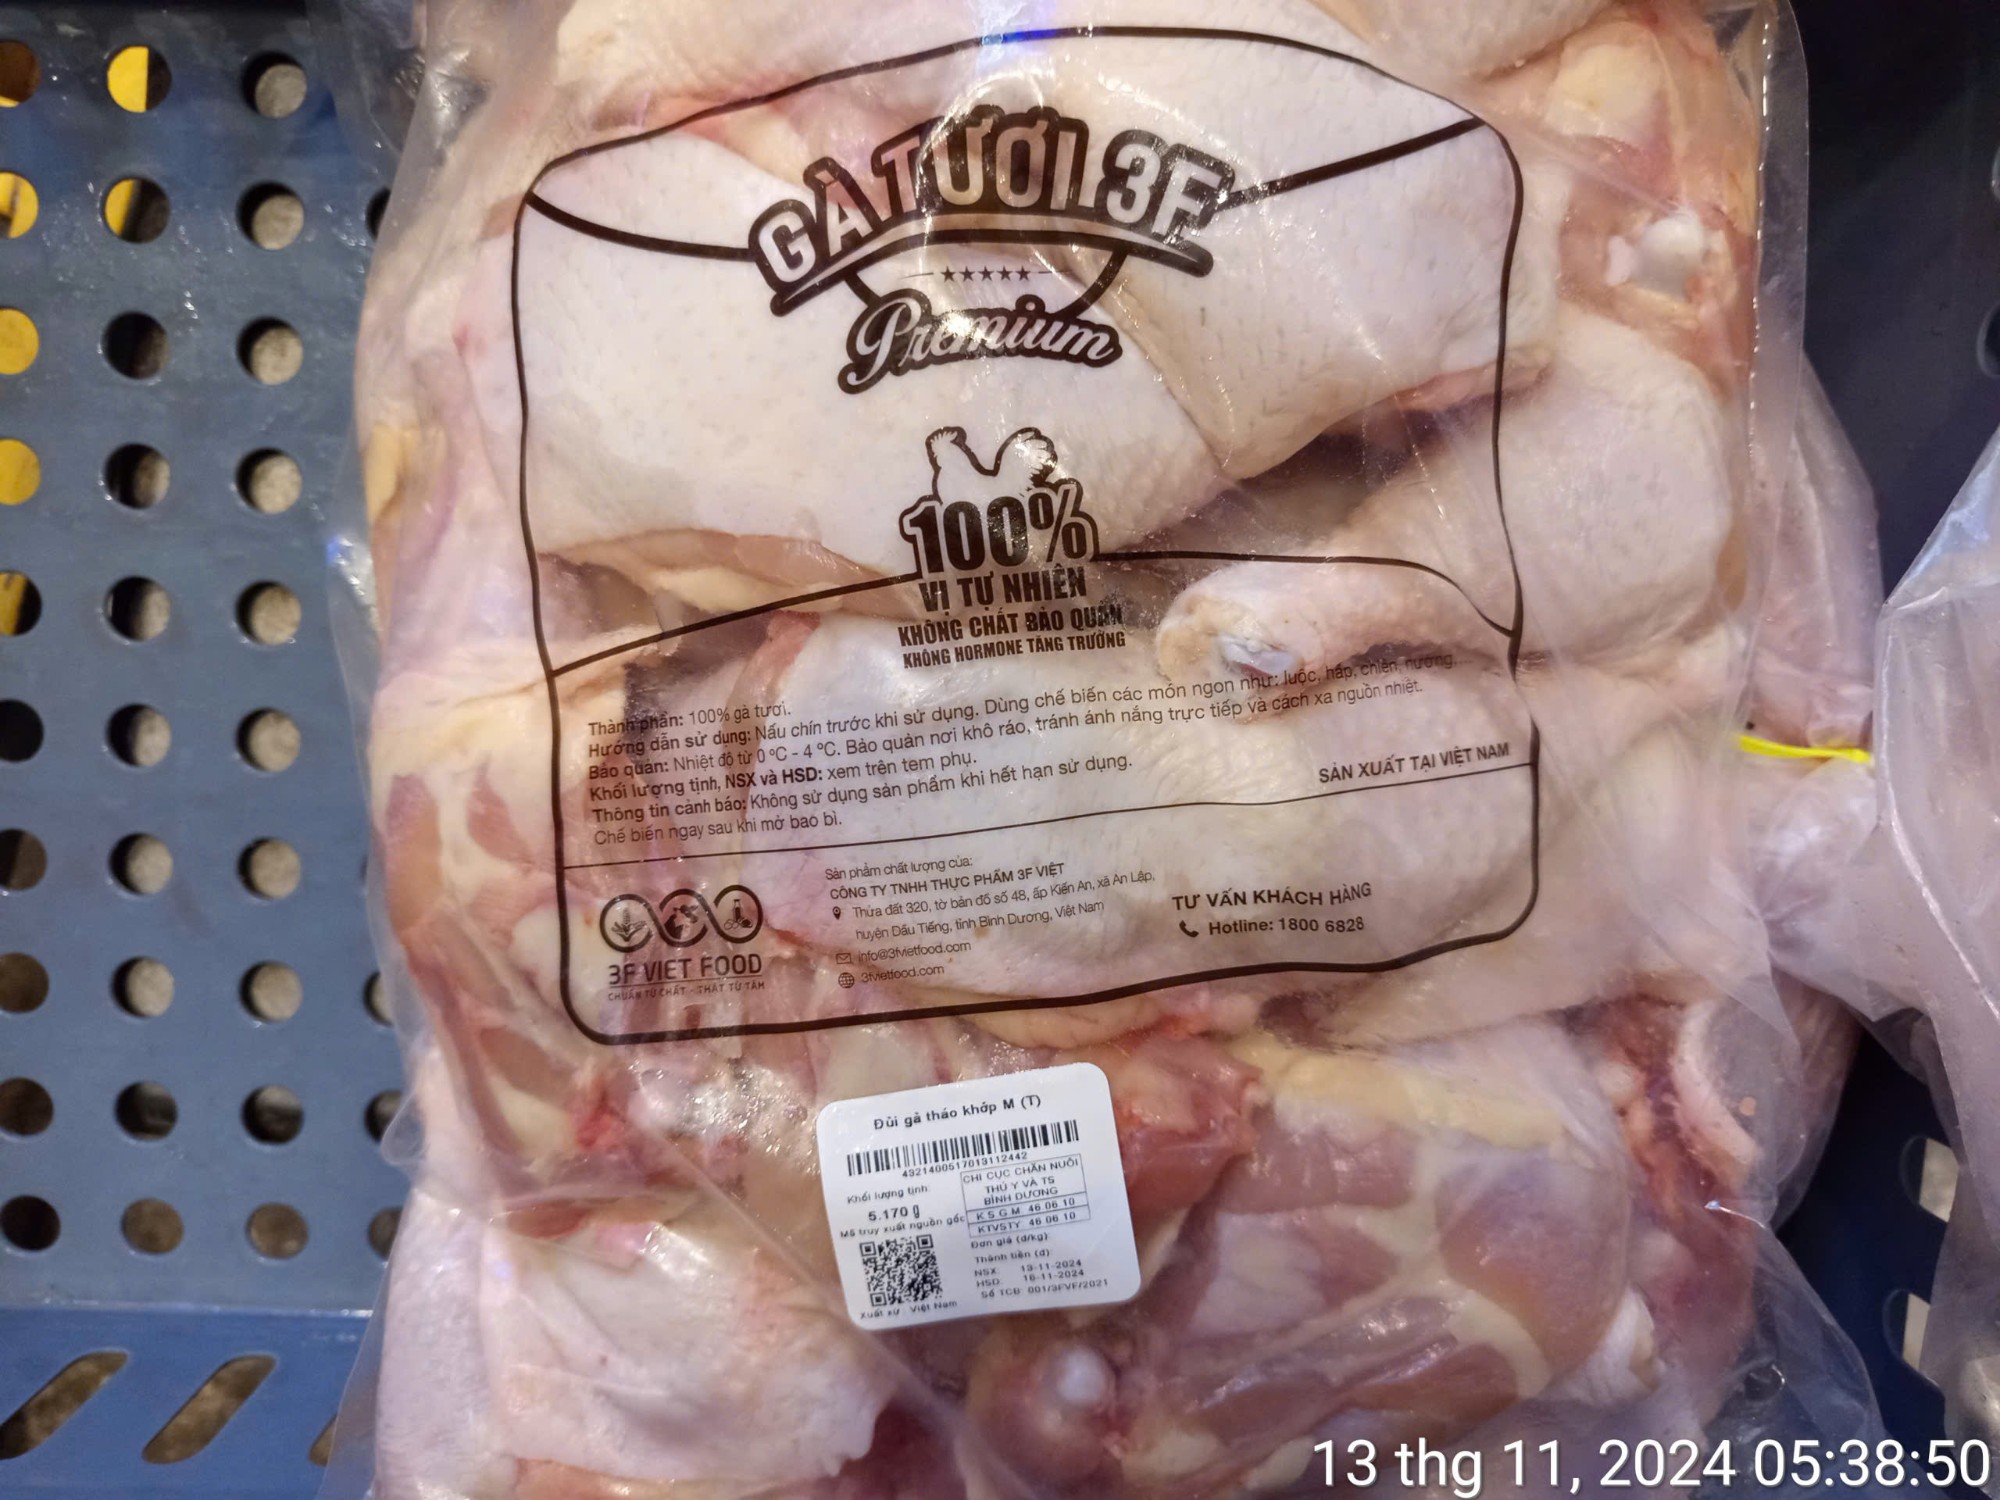 GÀ TƯƠI 3F
Premium
100%
VỊ TỰ NHIÊN
KHÔNG CHẤT BẢO QUẢN
KHÔNG HORMONE TĂNG TRƯỞNG
Thành phần: 100% gà tươi.
Hướng dẫn sử dụng: Nấu chín trước khi sử dụng. Dùng chế biến các món ngon như: luộc, hấp, chiên, nướng...
Bảo quản: Nhiệt độ từ 0 °C - 4 °C. Bảo quản nơi khô ráo, tránh ánh nắng trực tiếp và cách xa nguồn nhiệt.
Khối lượng tịnh, NSX và HSD: xem trên tem phụ.
Thông tin cảnh báo: Không sử dụng sản phẩm khi hết hạn sử dụng.
Chế biến ngay sau khi mở bao bì.
SẢN XUẤT TẠI VIỆT NAM
3F VIET FOOD
CHUẨN TỪ CHẤT - THẬT TỪ TÂM
Sản phẩm chất lượng của:
CÔNG TY TNHH THỰC PHẨM 3F VIỆT
Thửa đất 320, tờ bản đồ số 48, ấp Kiến An, xã An Lập,
huyện Dầu Tiếng, tỉnh Bình Dương, Việt Nam
info@3fvietfood.com
3fvietfood.com
TƯ VẤN KHÁCH HÀNG
Hotline: 1800 6828
Đùi gà tháo khớp M (T)
4321400517013112442
Khối lượng tịnh:
5.170 g
Mã truy xuất nguồn gốc
Xuất xứ : Việt Nam
CHI CỤC CHĂN NUÔI
THÚ Y VÀ TS
BÌNH DƯƠNG
K.S.G.M 46.06.10
KTVSTY 46.06.10
Đơn giá (đ/kg):
Thành tiền (đ):
NSX: 13-11-2024
HSD: 16-11-2024
Số TCB 001/3FVF/2021
13 thg 11, 2024 05:38:50